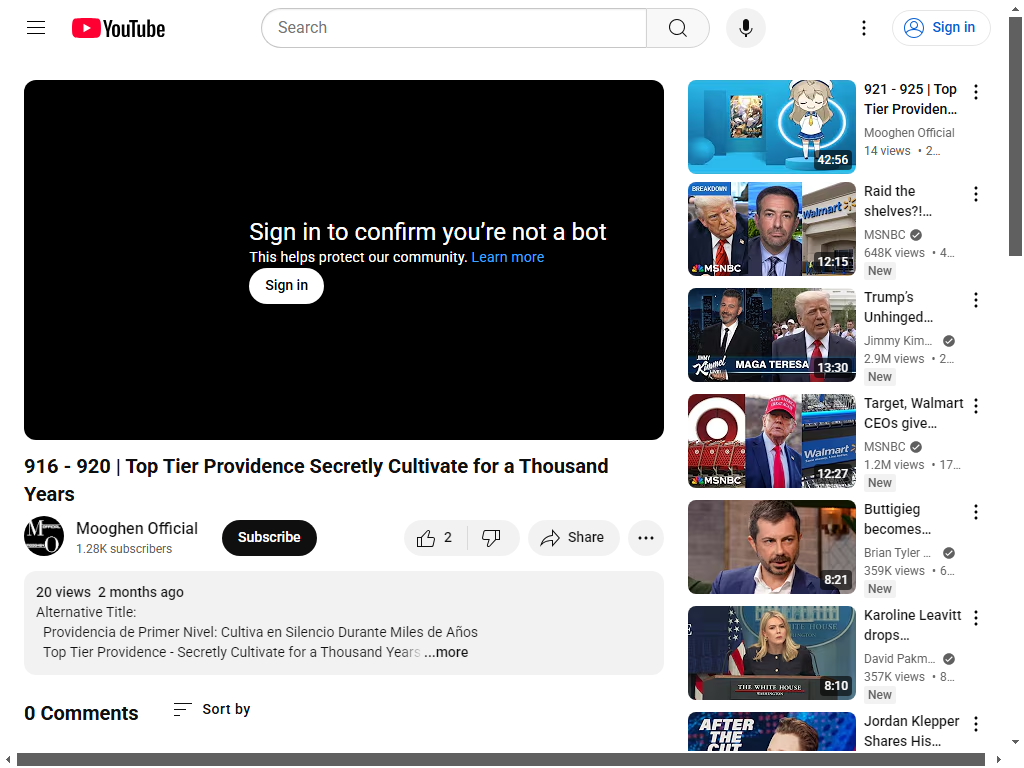 YouTube
Search
Sign in
Sign in to confirm you’re not a bot
This helps protect our community. Learn more
Sign in
916 - 920 | Top Tier Providence Secretly Cultivate for a Thousand
Years
Mooghen Official
1.28K subscribers
Subscribe
2
Share
20 views 2 months ago
Alternative Title:
Providencia de Primer Nivel: Cultiva en Silencio Durante Miles de Años
Top Tier Providence - Secretly Cultivate for a Thousand Years ...more
0 Comments
Sort by
42:56
921 - 925 | Top
Tier Providen...
Mooghen Official
14 views • 2...
BREAKDOWN
Walmart
MSNBC
12:15
Raid the
shelves?!...
MSNBC
648K views • 4...
New
JIMMY
Kimmel
LIVE!
MAGA TERESA
13:30
Trump’s
Unhinged...
Jimmy Kim...
2.9M views • 2...
New
Walmart
MSNBC
12:27
Target, Walmart
CEOs give...
MSNBC
1.2M views • 17...
New
8:21
Buttigieg
becomes...
Brian Tyler ...
359K views • 6...
New
THE WHITE HOUSE
WASHINGTON
8:10
Karoline Leavitt
drops...
David Pakm...
357K views • 8...
New
AFTER
THE
CUT
Jordan Klepper
Shares His...